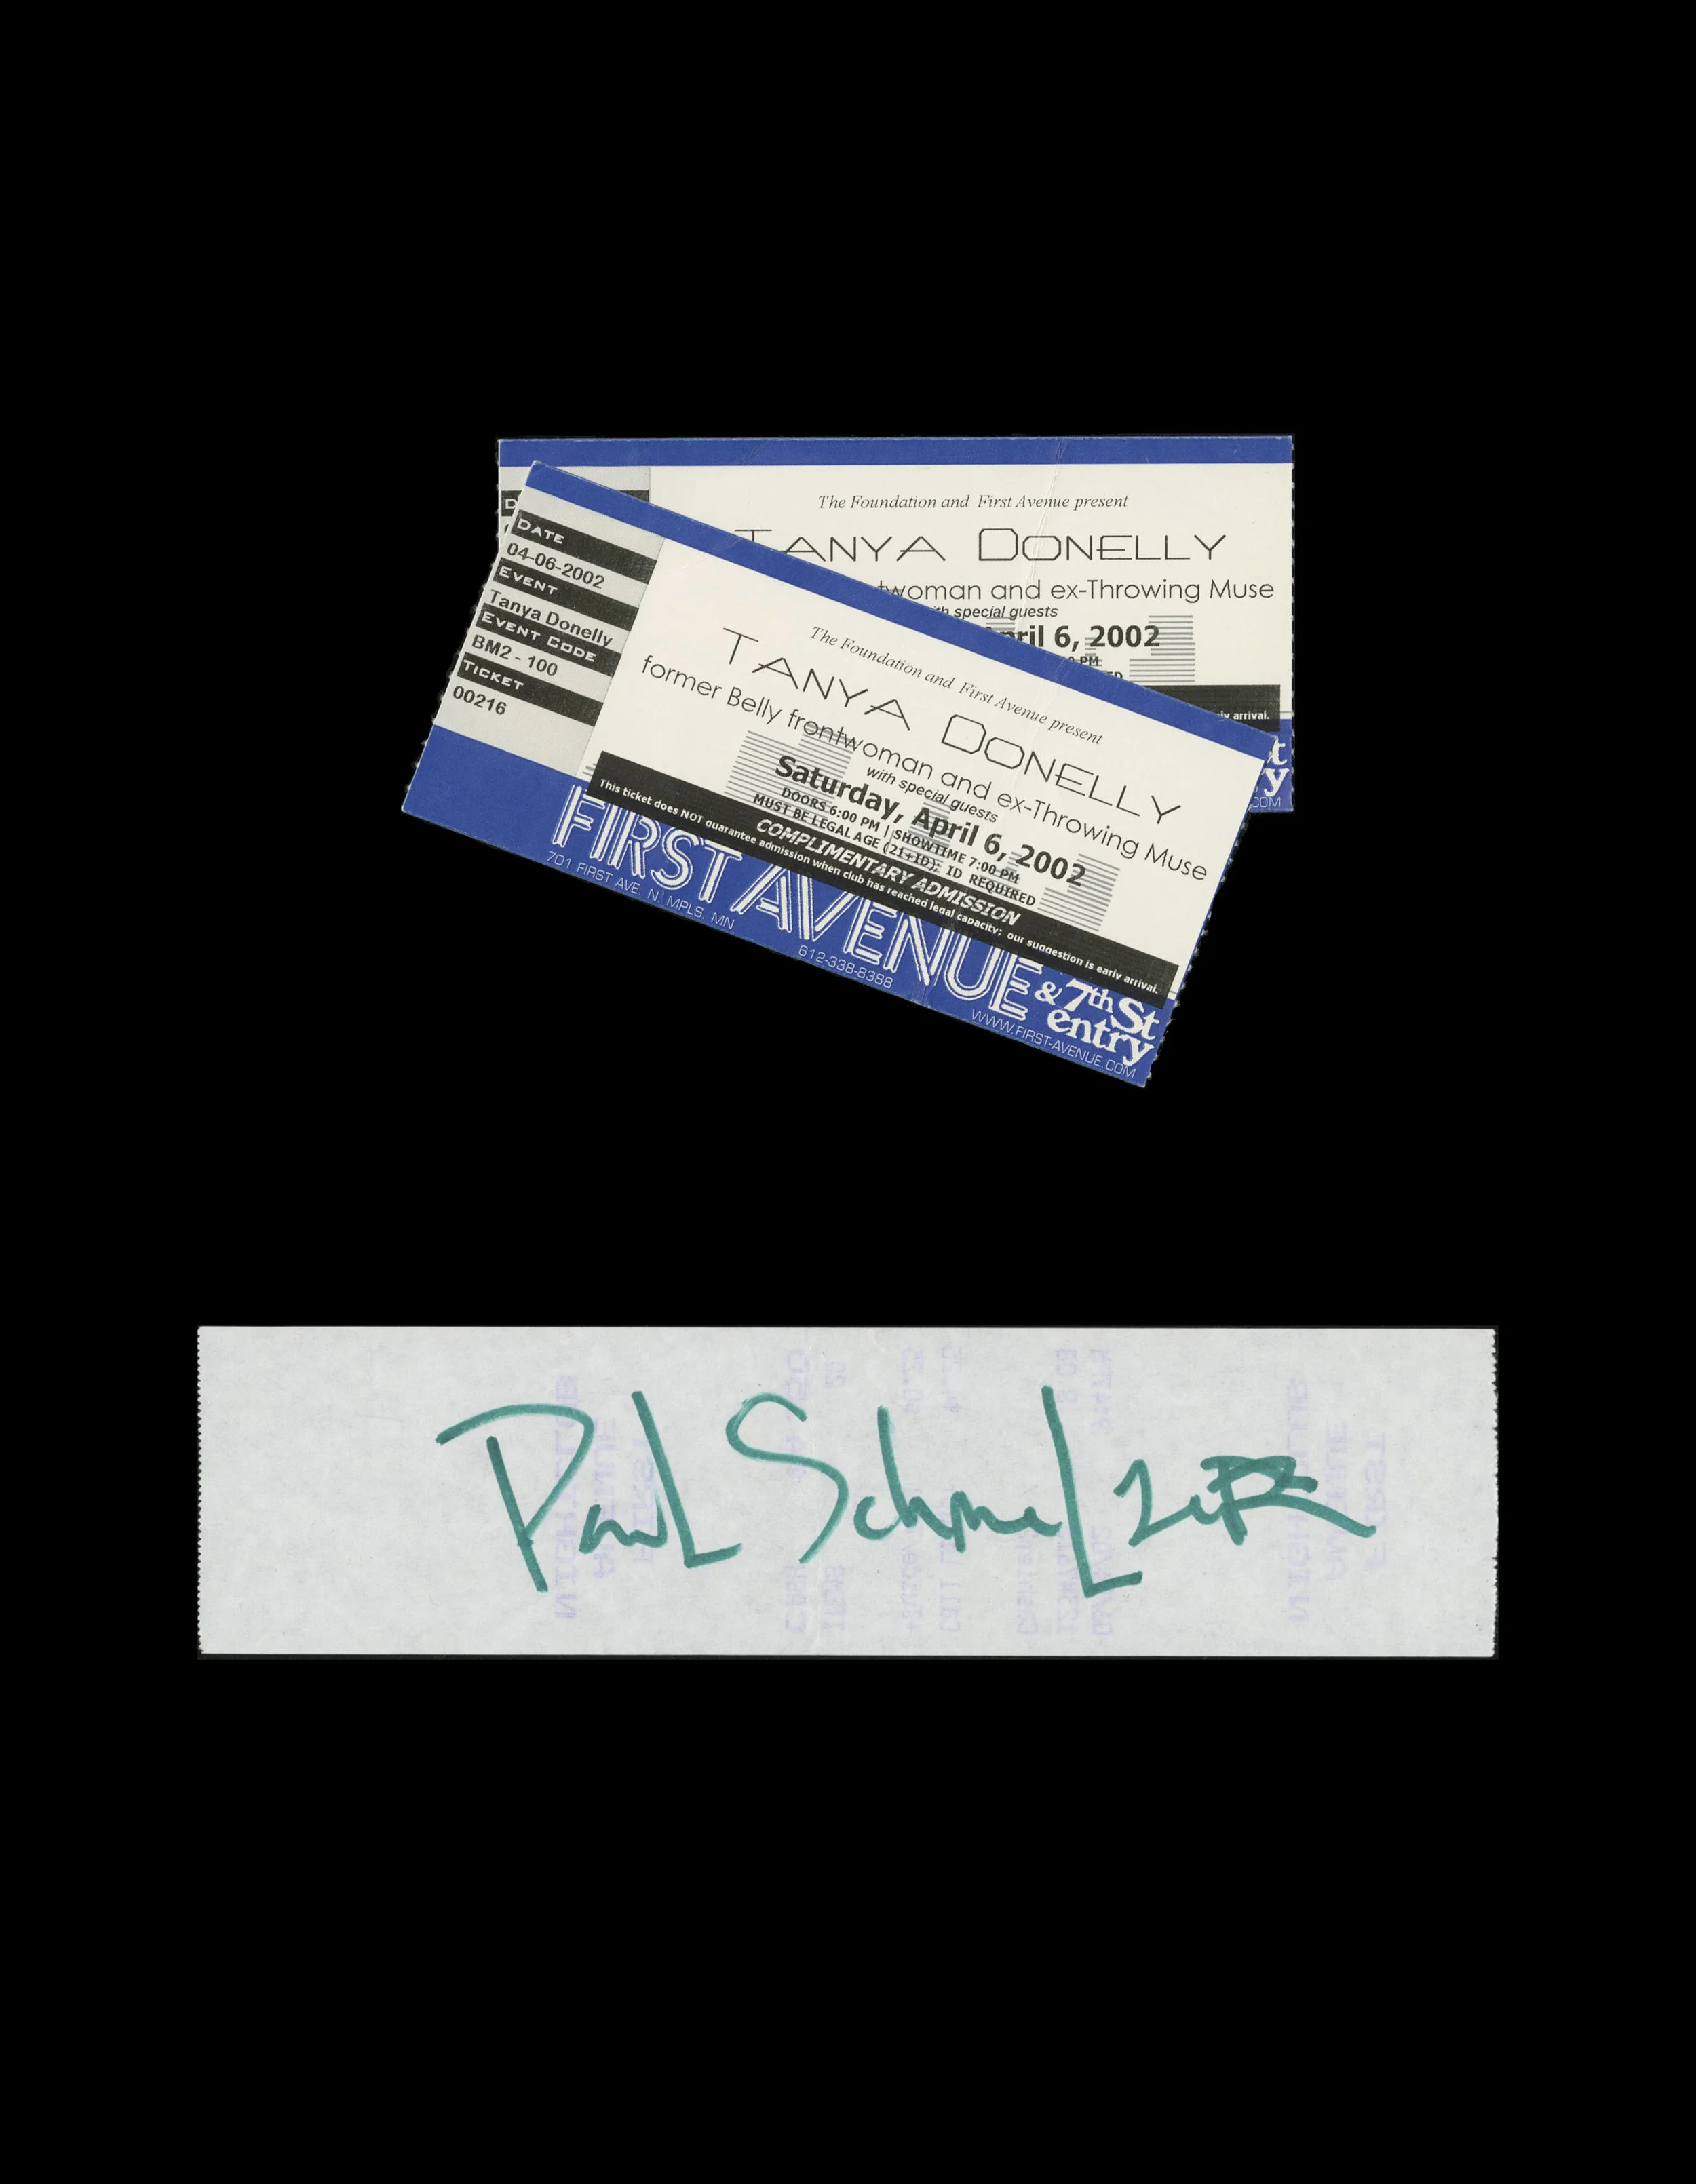 The Foundation and First Avenue present
TANYA DONELLY
woman and ex-Throwing Muse
special guests
April 6, 2002
PM
arrival.
DATE
04-06-2002
EVENT
Tanya Donelly
EVENT CODE
BM2 - 100
TICKET
00216
The Foundation and First Avenue present
TANYA DONELLY
former Belly frontwoman and ex-Throwing Muse
with special guests
Saturday, April 6, 2002
DOORS 6:00 PM | SHOWTIME 7:00 PM
MUST BE LEGAL AGE (21+ID); ID REQUIRED
COMPLIMENTARY ADMISSION
This ticket does NOT guarantee admission when club has reached legal capacity; our suggestion is early arrival.
FIRST AVENUE & 7th St entry
701 FIRST AVE. N. MPLS. MN 612-338-8388 WWW.FIRST-AVENUE.COM
Paul Schmelzer